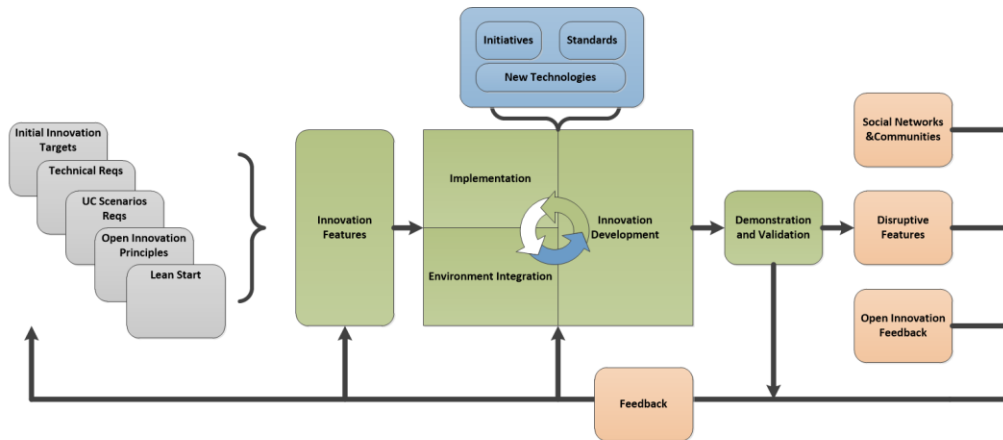 Initiatives
Standards
New Technologies
Initial Innovation
Targets
Technical Reqs
UC Scenarios
Reqs
Open Innovation
Principles
Lean Start
Innovation
Features
Implementation
Environment Integration
Innovation
Development
Demonstration
and Validation
Social Networks
&Communities
Disruptive
Features
Open Innovation
Feedback
Feedback